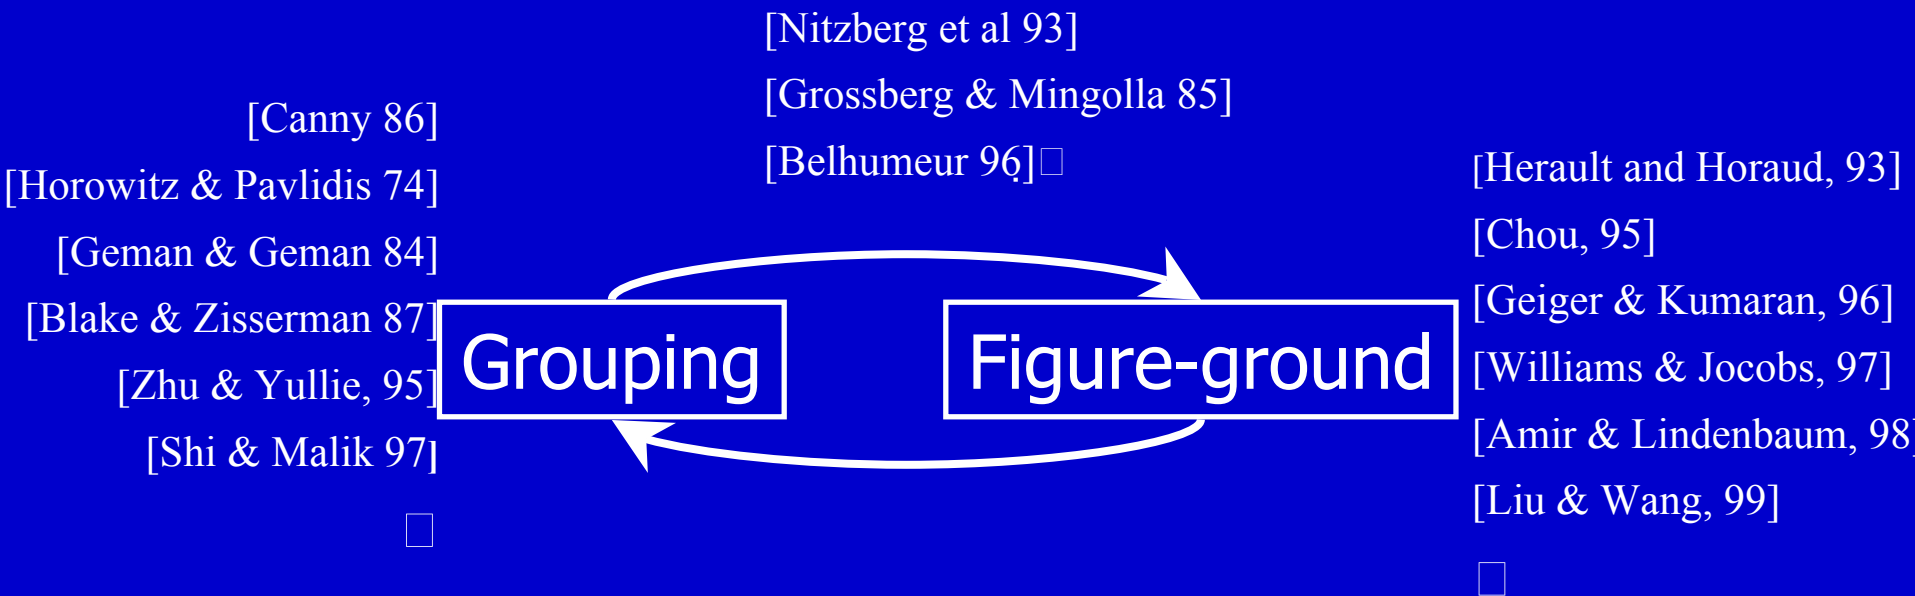 [Nitzberg et al 93]
[Grossberg & Mingolla 85]
[Belhumeur 96]
[Canny 86]
[Horowitz & Pavlidis 74]
[Geman & Geman 84]
[Blake & Zisserman 87]
[Zhu & Yullie, 95]
[Shi & Malik 97]
Grouping
Figure-ground
[Herault and Horaud, 93]
[Chou, 95]
[Geiger & Kumaran, 96]
[Williams & Jocobs, 97]
[Amir & Lindenbaum, 98]
[Liu & Wang, 99]